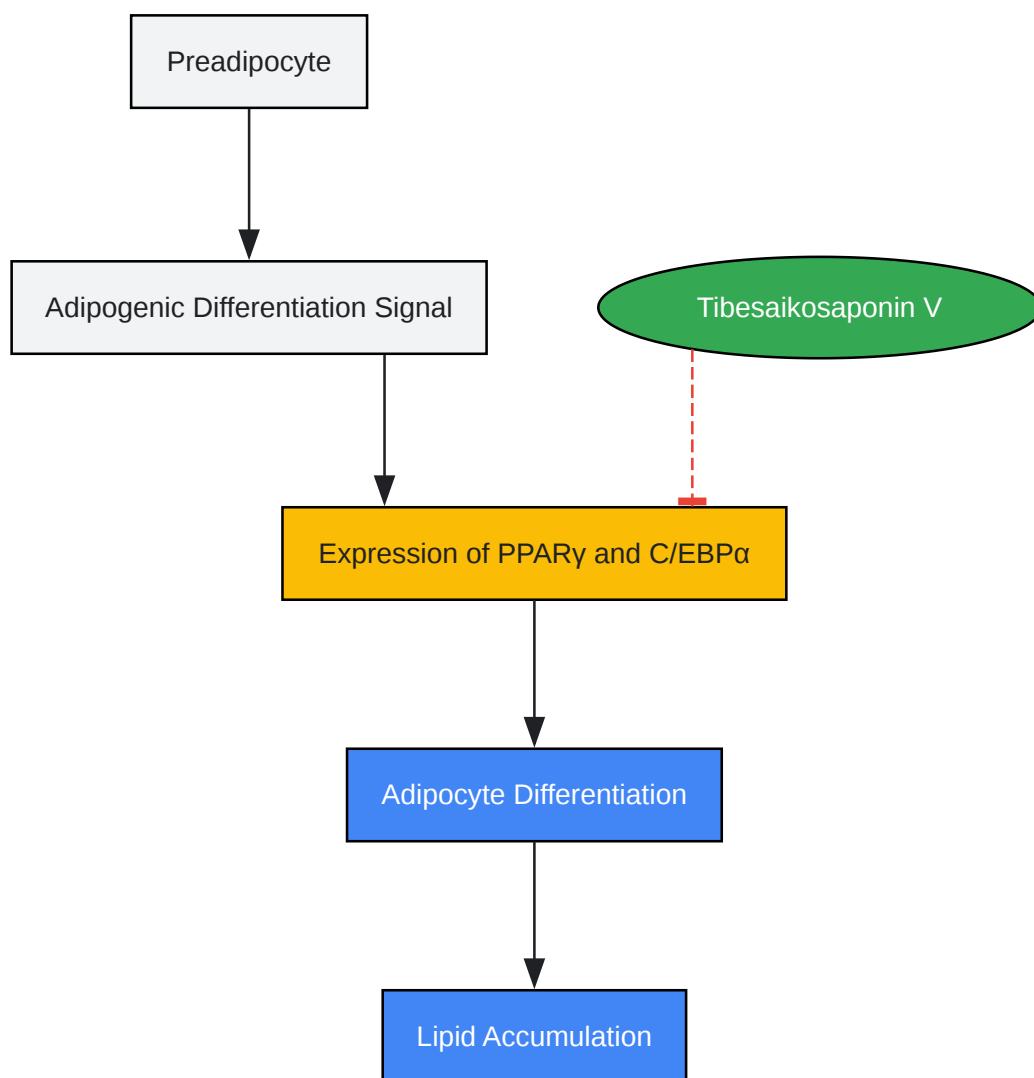 Preadipocyte
Adipogenic Differentiation Signal
Tibesaikosaponin V
Expression of PPARγ and C/EBPα
Adipocyte Differentiation
Lipid Accumulation